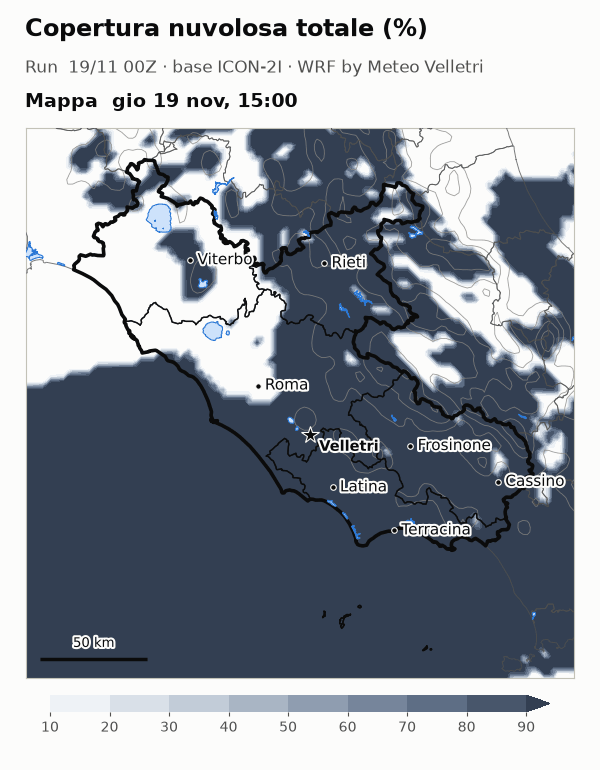 Copertura nuvolosa totale (%)
Run 19/11 00Z · base ICON-2I · WRF by Meteo Velletri
Mappa gio 19 nov, 15:00
Viterbo
Rieti
Roma
Velletri
Frosinone
Cassino
Latina
Terracina
50 km
10 20 30 40 50 60 70 80 90